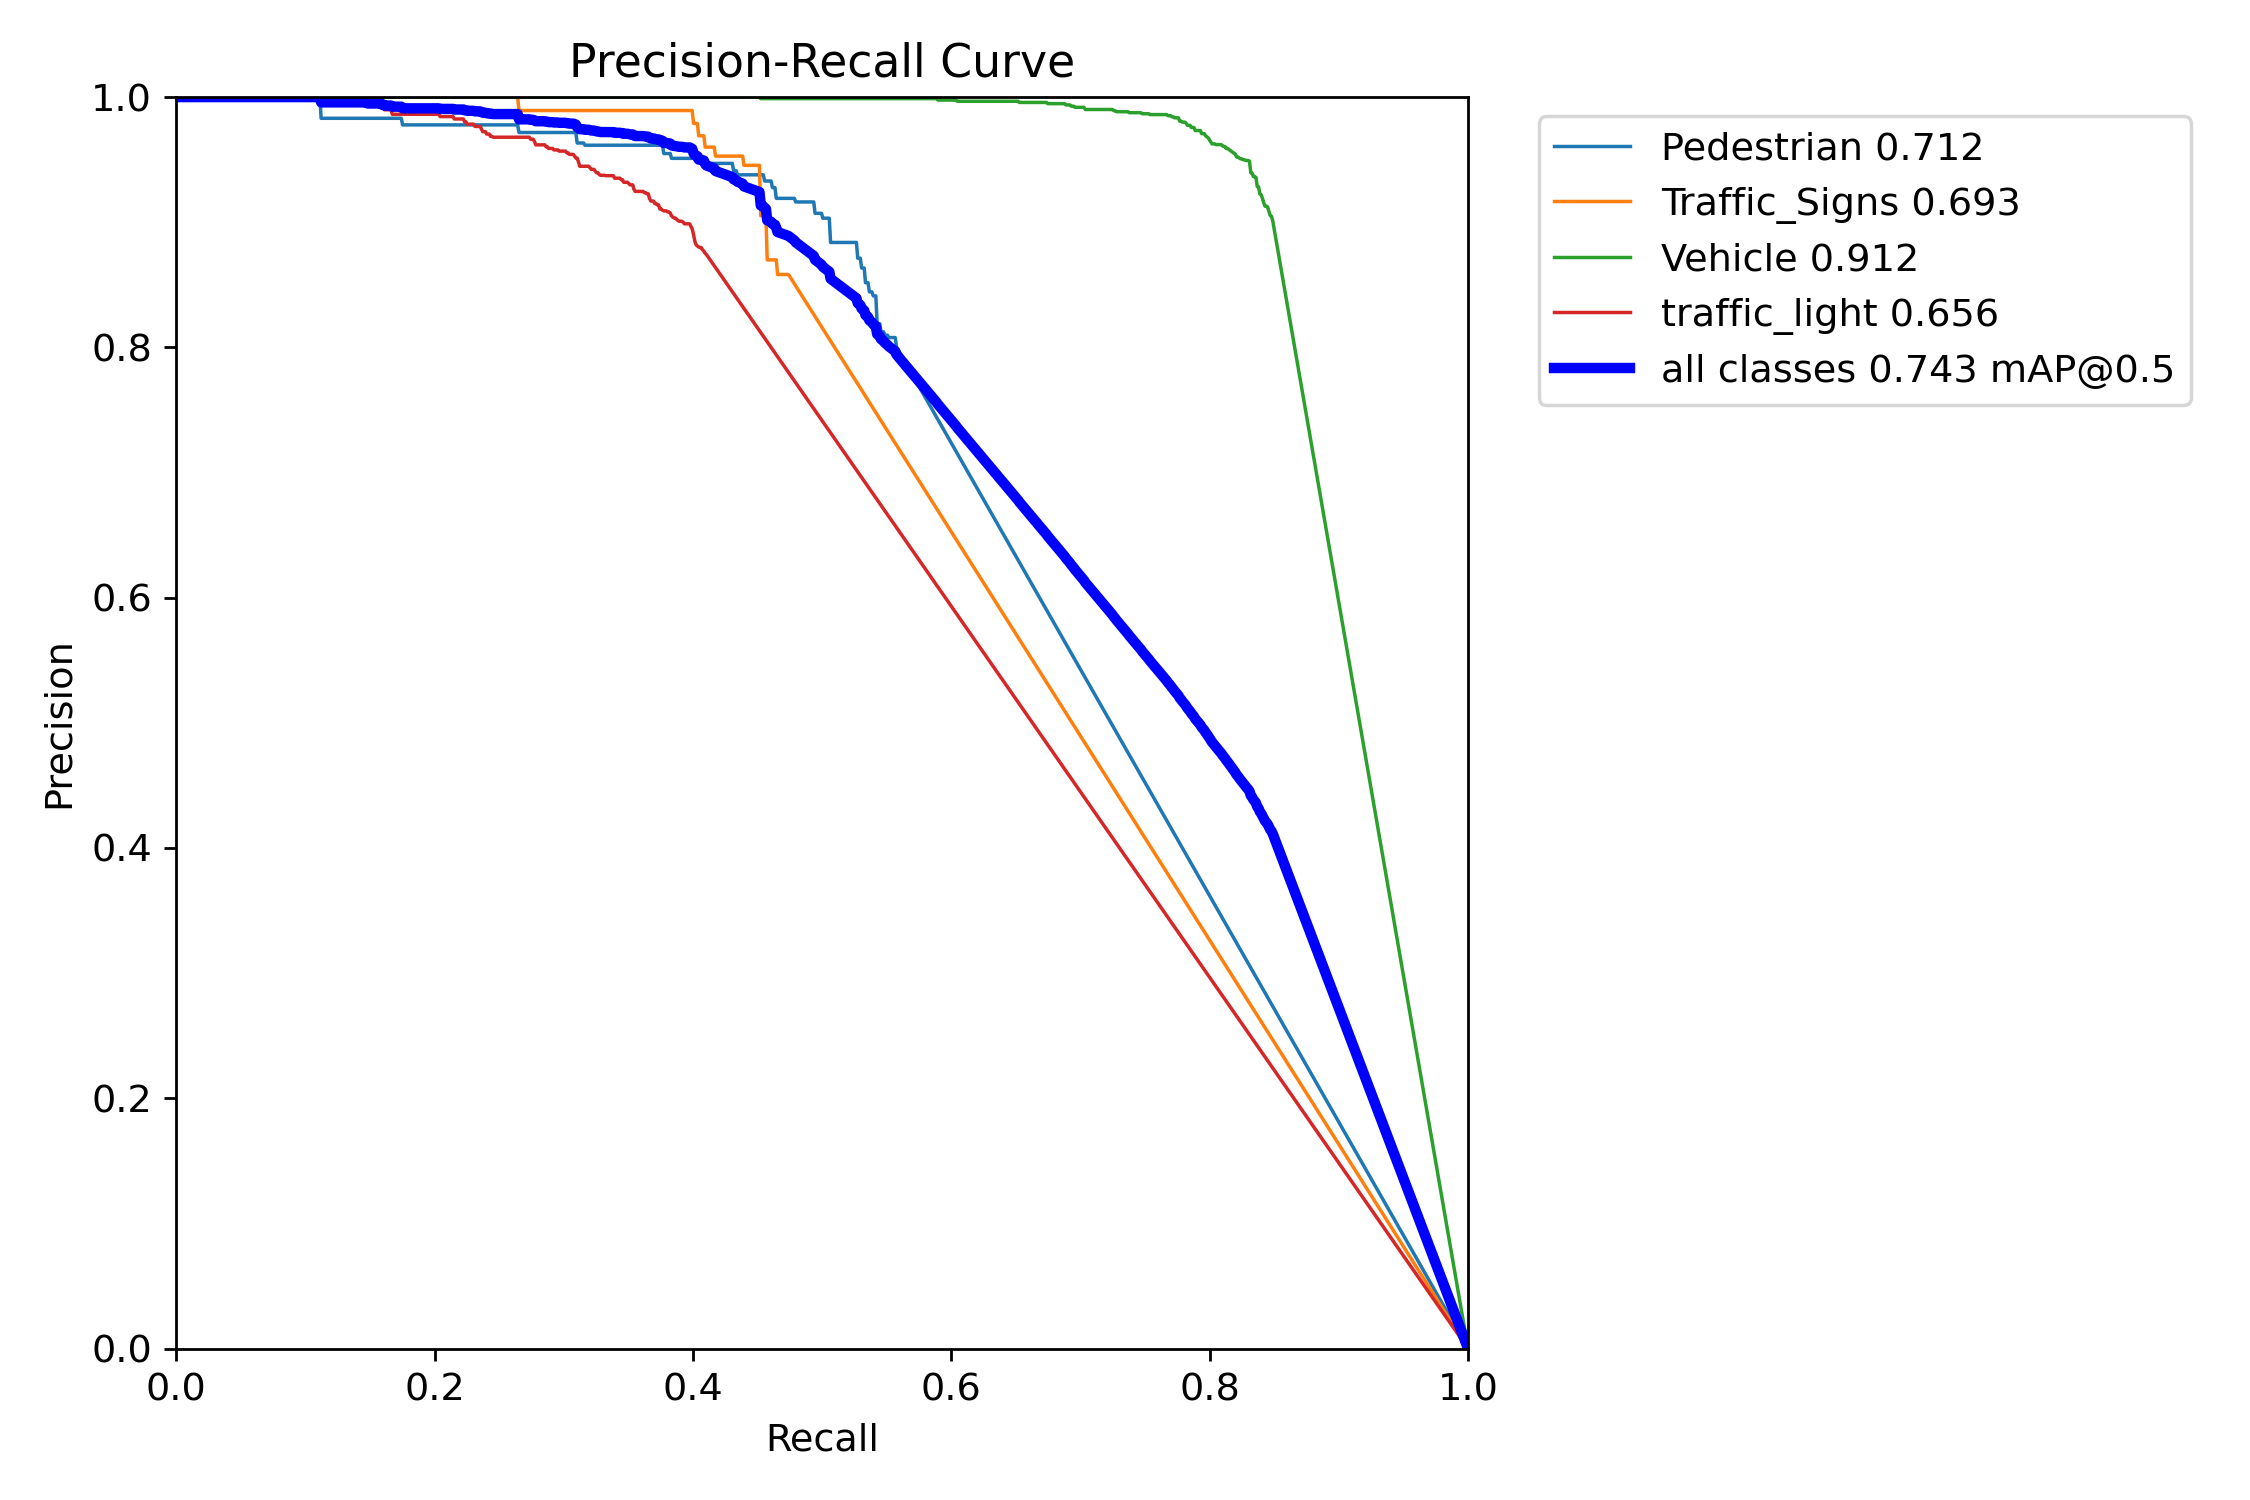 Precision-Recall Curve
Pedestrian 0.712
Traffic_Signs 0.693
Vehicle 0.912
traffic_light 0.656
all classes 0.743 mAP@0.5
Precision
1.0
0.8
0.6
0.4
0.2
0.0
0.0 0.2 0.4 0.6 0.8 1.0
Recall